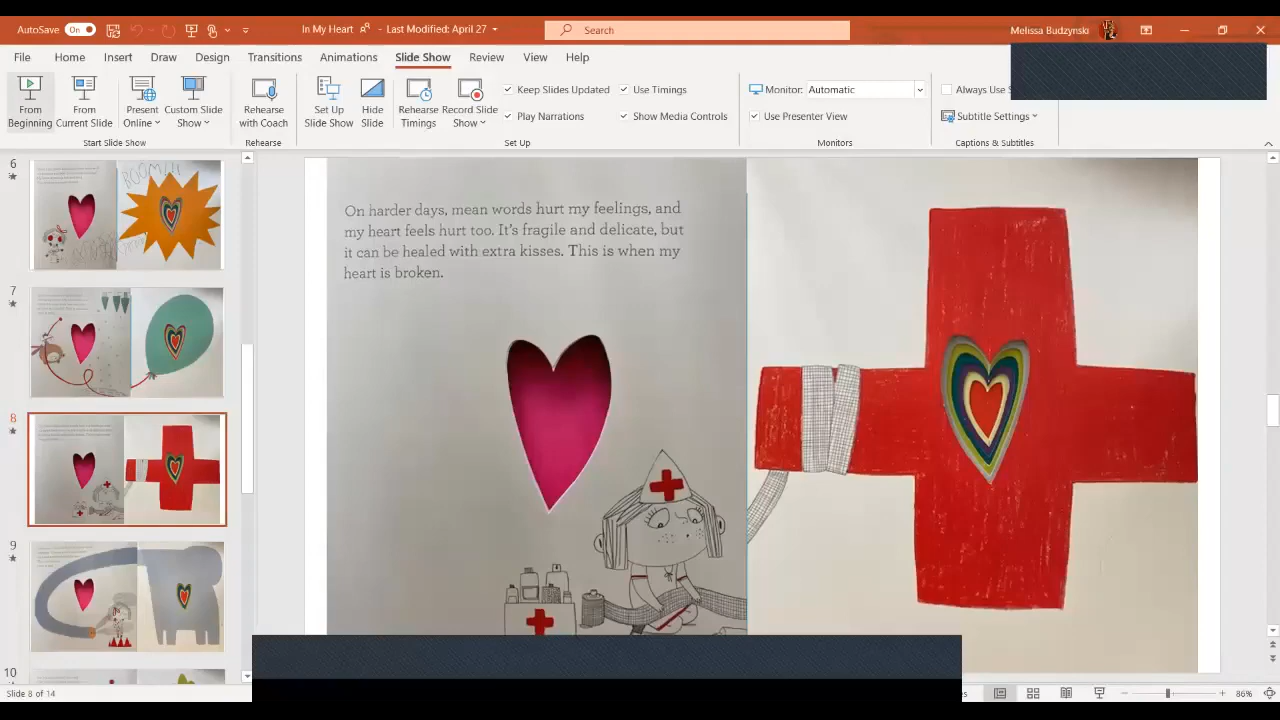 AutoSave On In My Heart - Last Modified: April 27 Search Melissa Budzynski
File Home Insert Draw Design Transitions Animations Slide Show Review View Help
From Beginning
From Current Slide
Present Online
Custom Slide Show
Start Slide Show
Rehearse with Coach
Rehearse
Set Up Slide Show
Hide Slide
Rehearse Timings
Record Slide Show
Keep Slides Updated
Use Timings
Play Narrations
Show Media Controls
Set Up
Monitor: Automatic
Use Presenter View
Monitors
Always Use
Subtitle Settings
Captions & Subtitles
6
7
8
9
10
On harder days, mean words hurt my feelings, and
my heart feels hurt too. It's fragile and delicate, but
it can be healed with extra kisses. This is when my
heart is broken.
Slide 8 of 14
86%